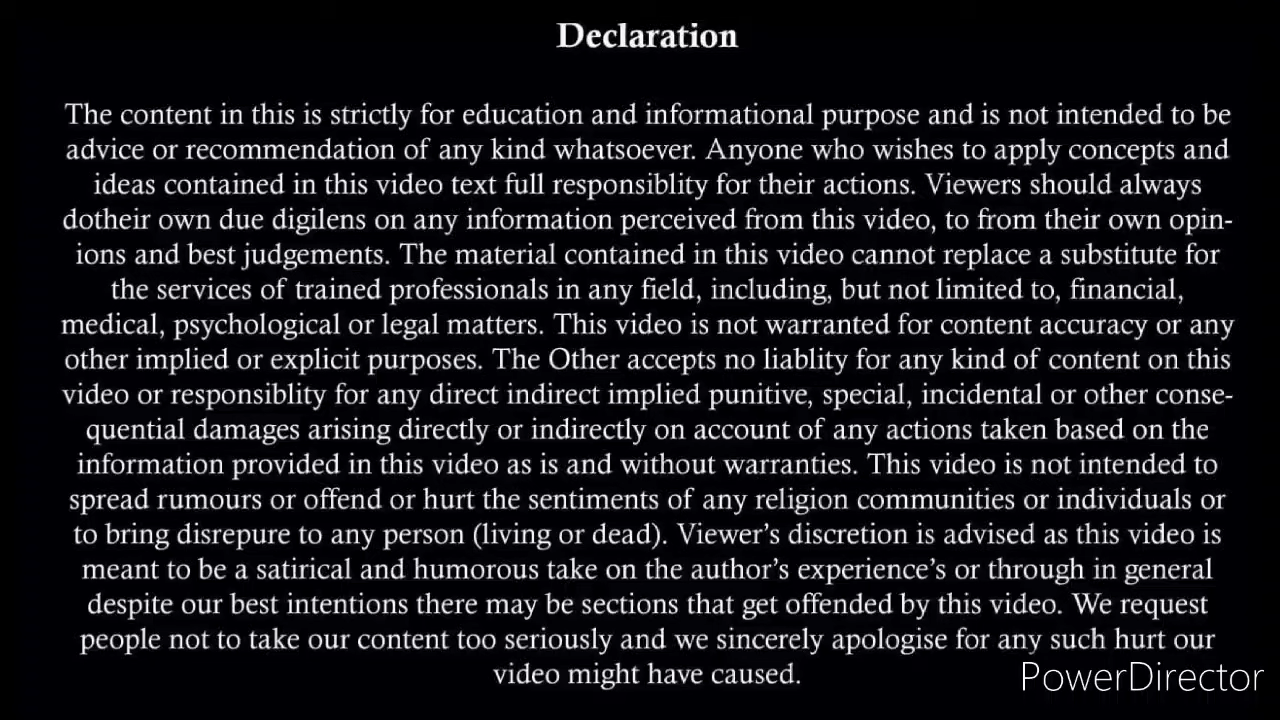 Declaration
The content in this is strictly for education and informational purpose and is not intended to be
advice or recommendation of any kind whatsoever. Anyone who wishes to apply concepts and
ideas contained in this video text full responsiblity for their actions. Viewers should always
dotheir own due digilens on any information perceived from this video, to from their own opin-
ions and best judgements. The material contained in this video cannot replace a substitute for
the services of trained professionals in any field, including, but not limited to, financial,
medical, psychological or legal matters. This video is not warranted for content accuracy or any
other implied or explicit purposes. The Other accepts no liablity for any kind of content on this
video or responsiblity for any direct indirect implied punitive, special, incidental or other conse-
quential damages arising directly or indirectly on account of any actions taken based on the
information provided in this video as is and without warranties. This video is not intended to
spread rumours or offend or hurt the sentiments of any religion communities or individuals or
to bring disrepure to any person (living or dead). Viewer's discretion is advised as this video is
meant to be a satirical and humorous take on the author's experience's or through in general
despite our best intentions there may be sections that get offended by this video. We request
people not to take our content too seriously and we sincerely apologise for any such hurt our
video might have caused.
PowerDirector